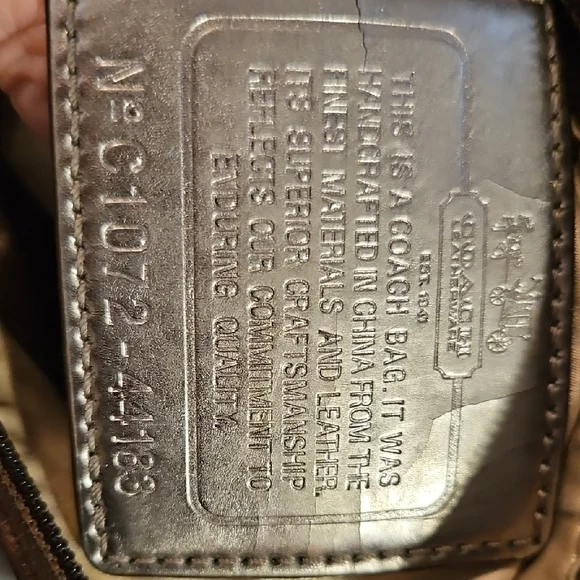 COACH
LEATHERWARE
EST. 1941
THIS IS A COACH BAG. IT WAS
HANDCRAFTED IN CHINA FROM THE
FINEST MATERIALS AND LEATHER.
ITS SUPERIOR CRAFTSMANSHIP
REFLECTS OUR COMMITMENT TO
ENDURING QUALITY.
Nº C1072-44183